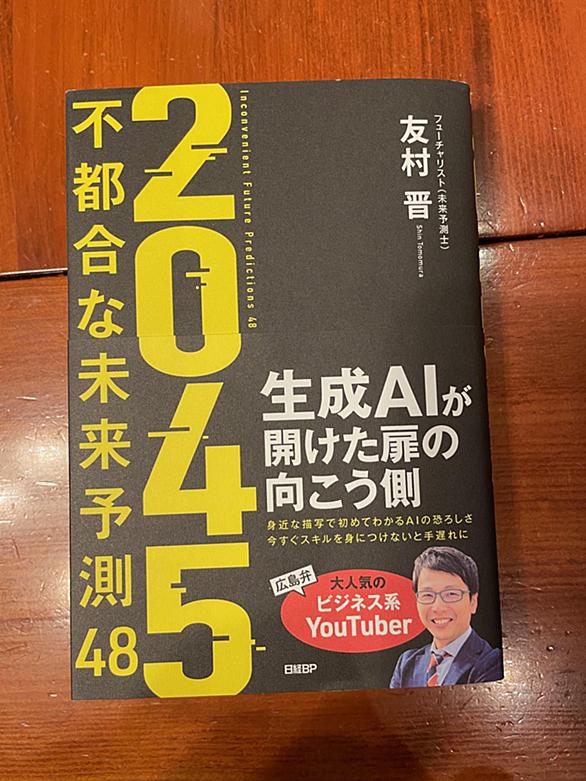 2045
不都合な未来予測48
Inconvenient Future Predictions 48
フューチャリスト(未来予測士)
友村 晋
Shin Tomomura
生成AIが
開けた扉の
向こう側
身近な描写で初めてわかるAIの恐ろしさ
今すぐスキルを身につけないと手遅れに
広島弁
大人気の
ビジネス系
YouTuber
日経BP